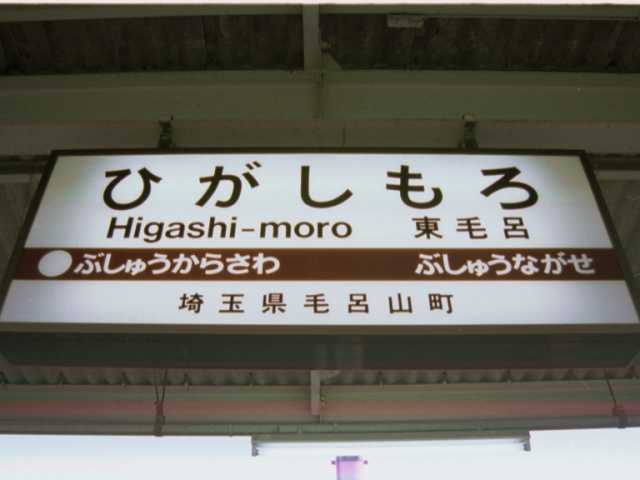 ひがしもろ
Higashi-moro 東毛呂
ぶしゅうからさわ ぶしゅうながせ
埼玉県毛呂山町